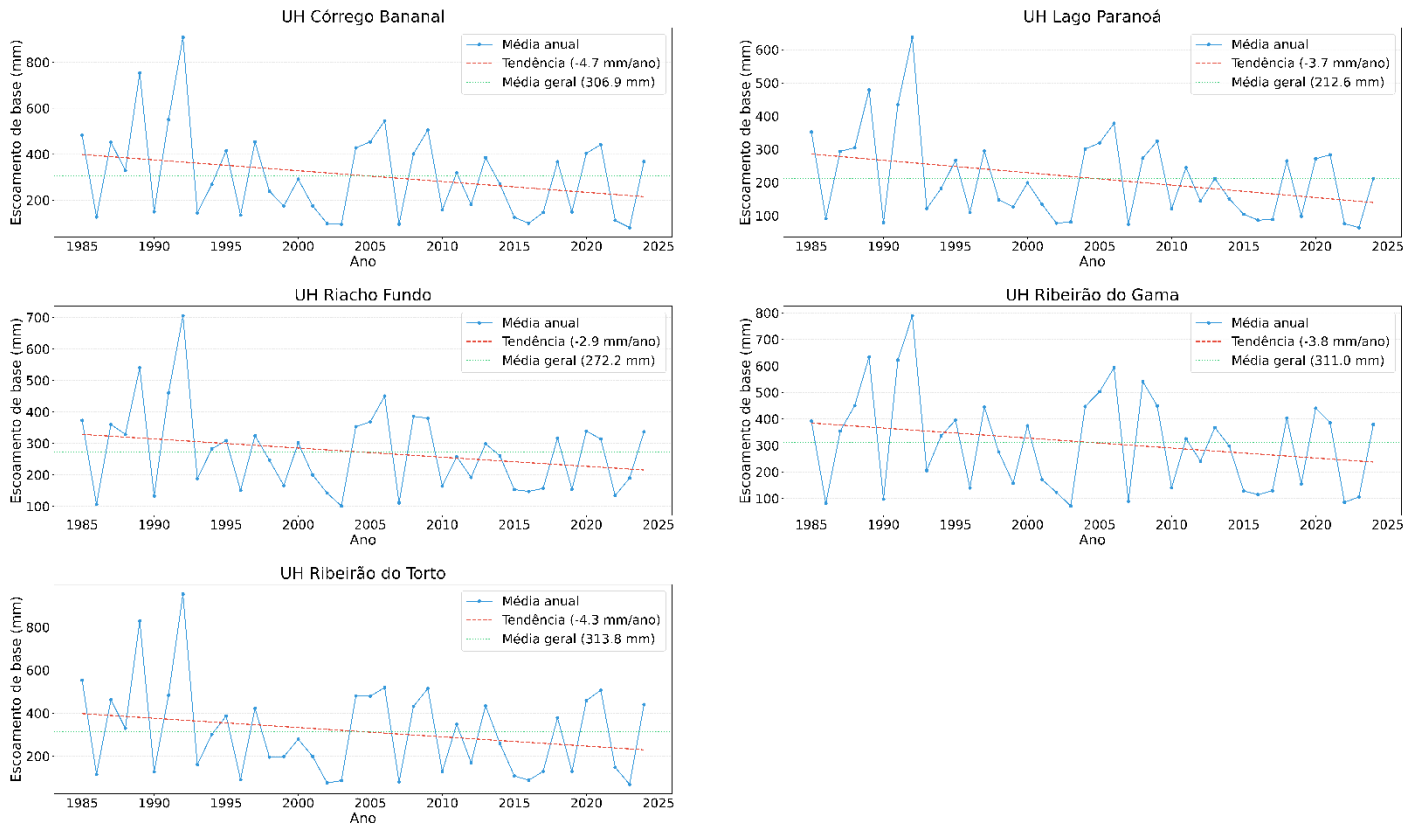 UH Córrego Bananal
Escoamento de base (mm)
800
600
400
200
Média anual
Tendência (-4.7 mm/ano)
Média geral (306.9 mm)
1985 1990 1995 2000 2005 2010 2015 2020 2025
Ano
UH Lago Paranoá
Escoamento de base (mm)
600
500
400
300
200
100
Média anual
Tendência (-3.7 mm/ano)
Média geral (212.6 mm)
1985 1990 1995 2000 2005 2010 2015 2020 2025
Ano
UH Riacho Fundo
Escoamento de base (mm)
700
600
500
400
300
200
100
Média anual
Tendência (-2.9 mm/ano)
Média geral (272.2 mm)
1985 1990 1995 2000 2005 2010 2015 2020 2025
Ano
UH Ribeirão do Gama
Escoamento de base (mm)
800
700
600
500
400
300
200
100
Média anual
Tendência (-3.8 mm/ano)
Média geral (311.0 mm)
1985 1990 1995 2000 2005 2010 2015 2020 2025
Ano
UH Ribeirão do Torto
Escoamento de base (mm)
800
600
400
200
Média anual
Tendência (-4.3 mm/ano)
Média geral (313.8 mm)
1985 1990 1995 2000 2005 2010 2015 2020 2025
Ano